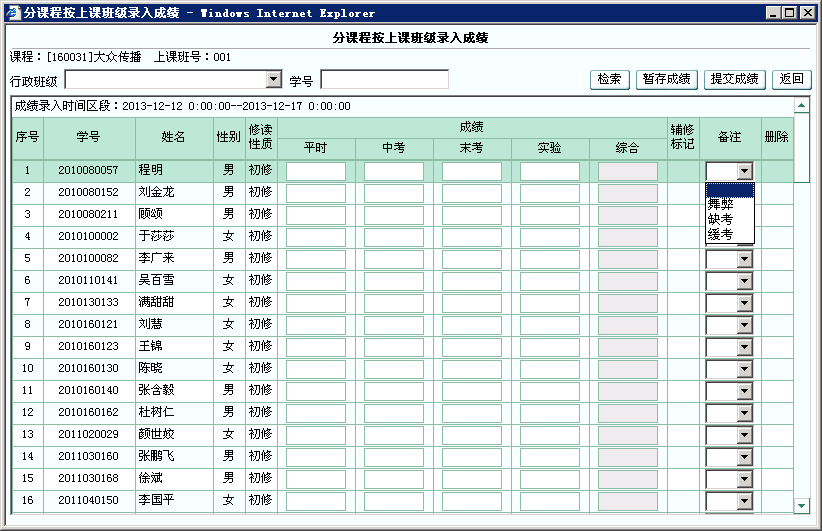 分课程按上课班级录入成绩 - Windows Internet Explorer
分课程按上课班级录入成绩
课程：[160031]大众传播 上课班号：001
行政班级 学号 检索 暂存成绩 提交成绩 返回
成绩录入时间区段：2013-12-12 0:00:00--2013-12-17 0:00:00
序号 学号 姓名 性别 修读性质 成绩 辅修标记 备注 删除
平时 中考 末考 实验 综合
1 2010080057 程明 男 初修
2 2010080152 刘金龙 男 初修
舞弊
3 2010080211 顾颂 男 初修
缺考
4 2010100002 于莎莎 女 初修
缓考
5 2010100082 李广来 男 初修
6 2010110141 吴百雪 女 初修
7 2010130133 满甜甜 女 初修
8 2010160121 刘慧 女 初修
9 2010160123 王锦 女 初修
10 2010160130 陈晓 女 初修
11 2010160140 张含毅 男 初修
12 2010160162 杜树仁 男 初修
13 2011020029 颜世姣 女 初修
14 2011030160 张鹏飞 男 初修
15 2011030168 徐斌 男 初修
16 2011040150 李国平 女 初修